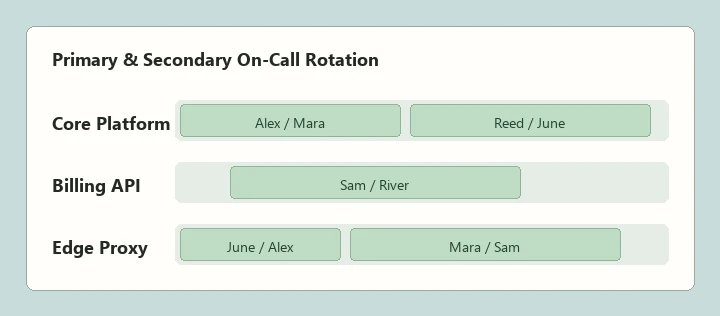 Primary & Secondary On-Call Rotation
Core Platform Alex / Mara Reed / June
Billing API Sam / River
Edge Proxy June / Alex Mara / Sam